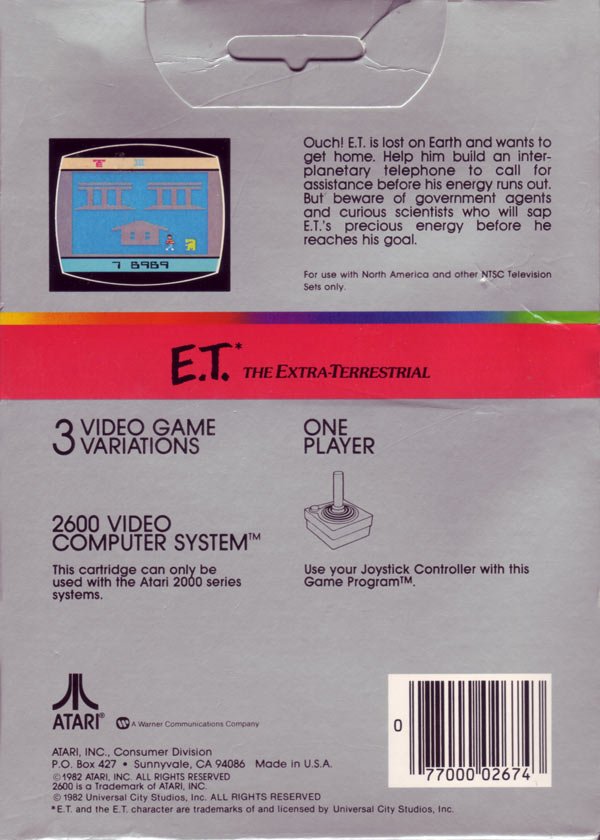 Ouch! E.T. is lost on Earth and wants to
get home. Help him build an inter-
planetary telephone to call for
assistance before his energy runs out.
But beware of government agents
and curious scientists who will sap
E.T.'s precious energy before he
reaches his goal.
7 8989
For use with North America and other NTSC Television
Sets only.
E.T.* THE EXTRA-TERRESTRIAL
3 VIDEO GAME
VARIATIONS
ONE
PLAYER
2600 VIDEO
COMPUTER SYSTEM™
This cartridge can only be
used with the Atari 2000 series
systems.
Use your Joystick Controller with this
Game Program™.
ATARI® A Warner Communications Company
0 77000 02674
ATARI, INC., Consumer Division
P.O. Box 427 • Sunnyvale, CA 94086 Made in U.S.A.
© 1982 ATARI, INC. ALL RIGHTS RESERVED
2600 is a Trademark of ATARI, INC.
© 1982 Universal City Studios, Inc. ALL RIGHTS RESERVED
*E.T. and the E.T. character are trademarks of and licensed by Universal City Studios, Inc.